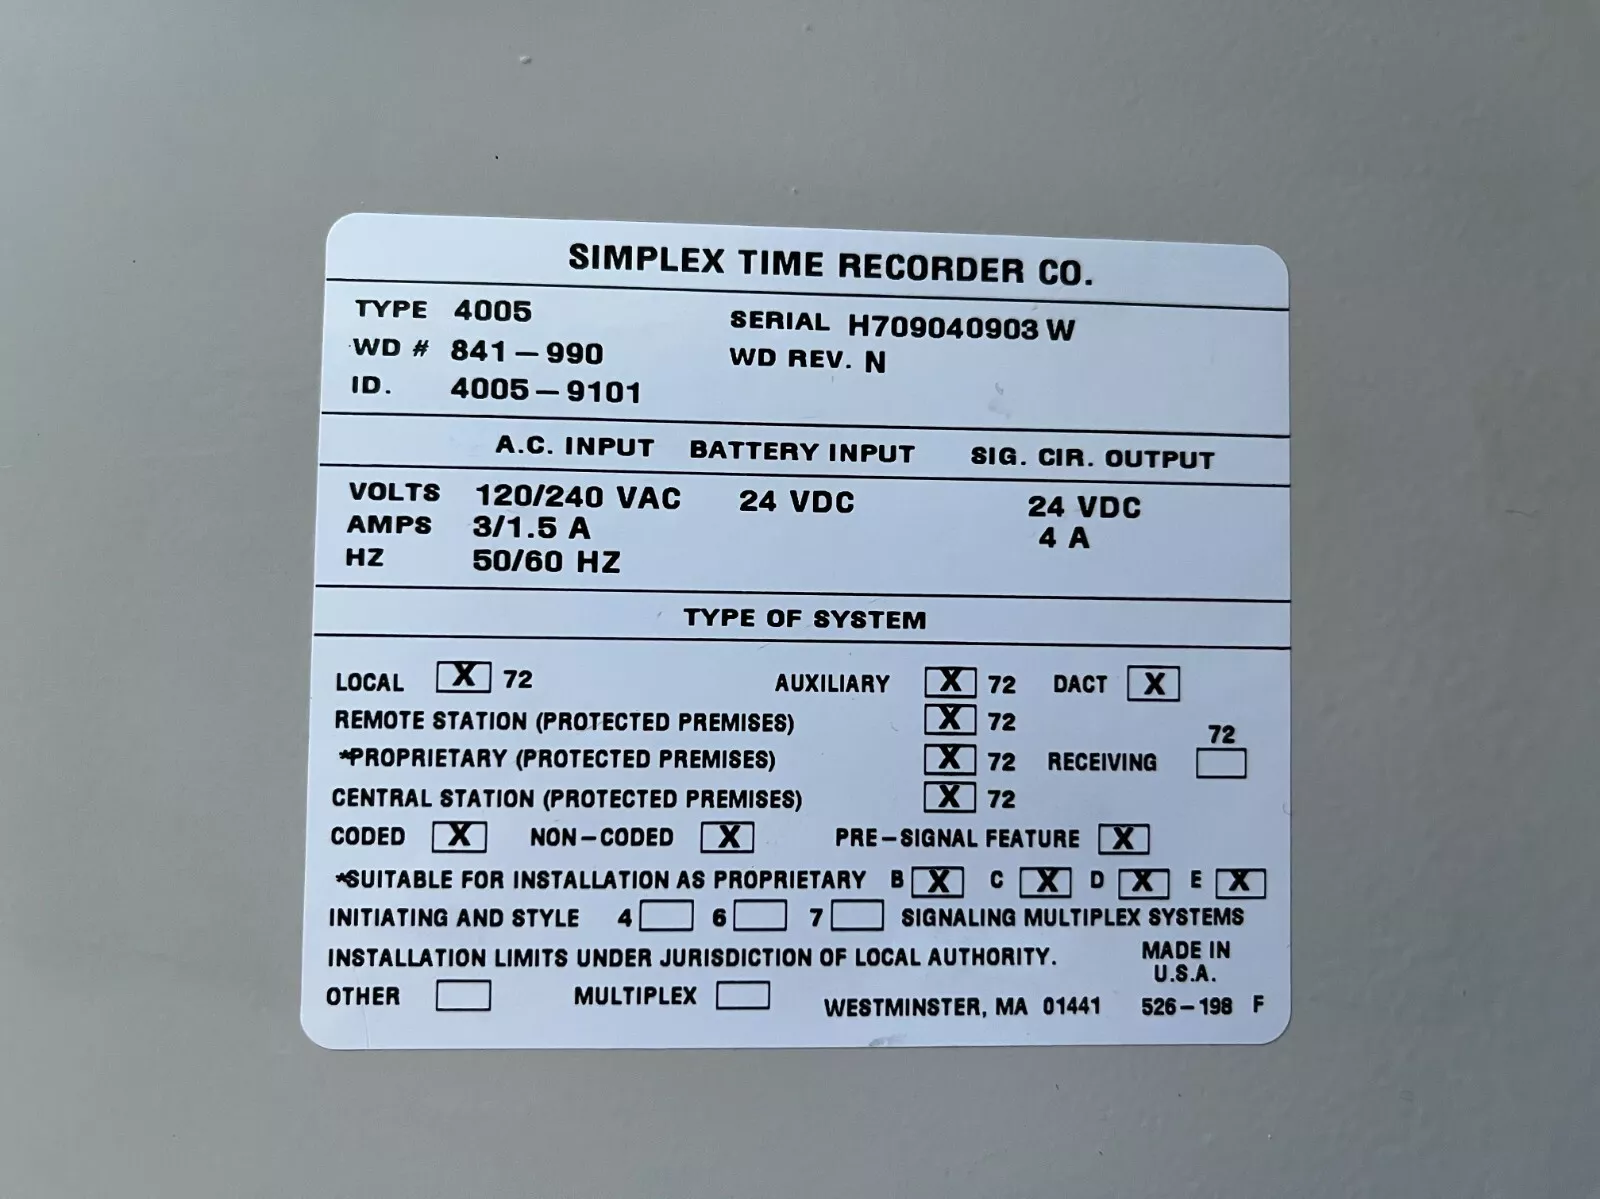 SIMPLEX TIME RECORDER CO.
TYPE 4005 SERIAL H709040903 W
WD # 841-990 WD REV. N
ID. 4005-9101
A.C. INPUT BATTERY INPUT SIG. CIR. OUTPUT
VOLTS 120/240 VAC 24 VDC 24 VDC
AMPS 3/1.5 A 4 A
HZ 50/60 HZ
TYPE OF SYSTEM
LOCAL X 72 AUXILIARY X 72 DACT X
REMOTE STATION (PROTECTED PREMISES) X 72 72
*PROPRIETARY (PROTECTED PREMISES) X 72 RECEIVING
CENTRAL STATION (PROTECTED PREMISES) X 72
CODED X NON-CODED X PRE-SIGNAL FEATURE X
*SUITABLE FOR INSTALLATION AS PROPRIETARY B X C X D X E X
INITIATING AND STYLE 4 6 7 SIGNALING MULTIPLEX SYSTEMS
INSTALLATION LIMITS UNDER JURISDICTION OF LOCAL AUTHORITY. MADE IN
U.S.A.
OTHER MULTIPLEX WESTMINSTER, MA 01441 526-198 F